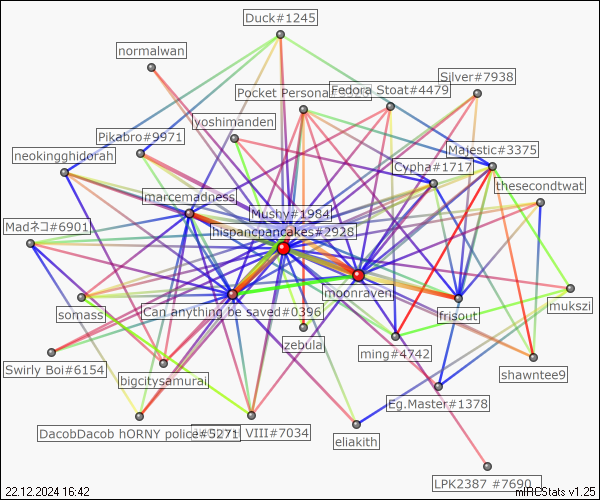 Duck#1245
normalwan
Silver#7938
Pocket Persona
Fedora Stoat#4479
yoshimanden
Pikabro#9971
Majestic#3375
neokingghidorah
Cypha#1717
thesecondtwat
marcemadness
Mushy#1984
Madネコ#6901
hispancpancakes#2928
moonraven
mukszi
somass
Can anything be saved#0396
frisout
zebulai
ming#4742
Swirly Boi#6154
shawntee9
bigcitysamurai
Eg.Master#1378
DacobDacob hORNY police#5271
VIII#7034
eliakith
LPK2387 #7690
22.12.2024 16:42
mIRCStats v1.25